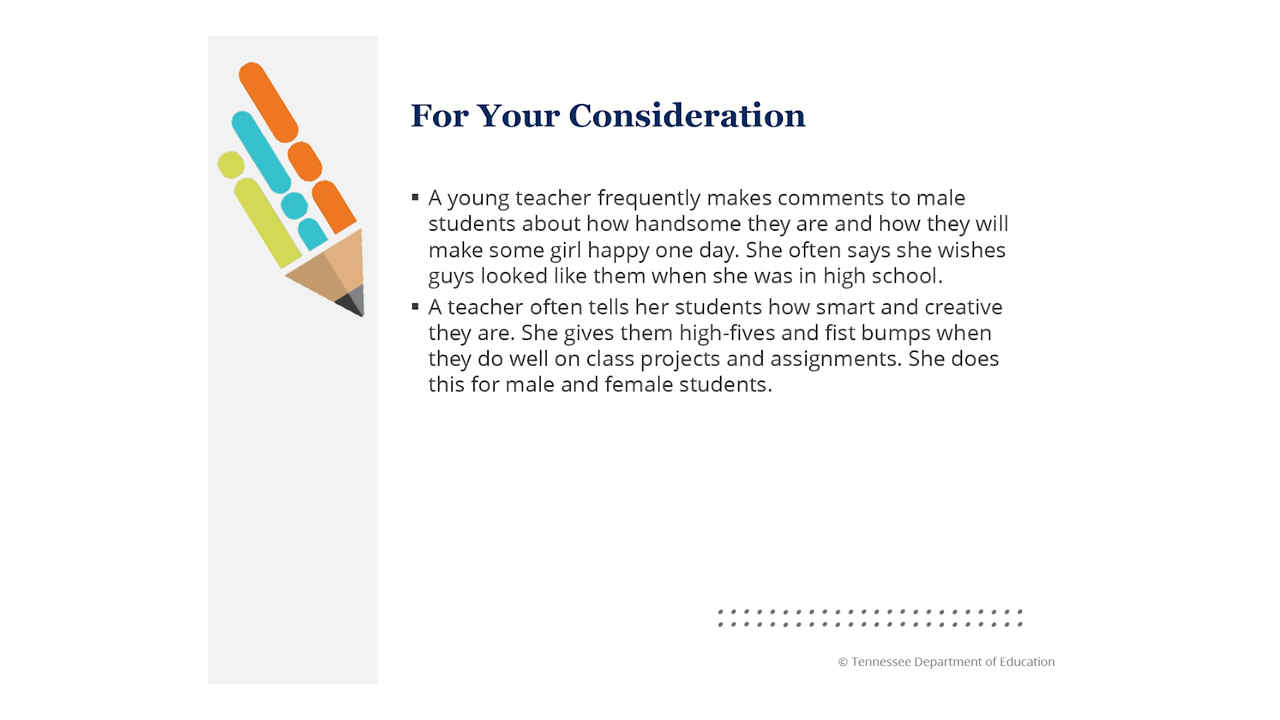 For Your Consideration
▪ A young teacher frequently makes comments to male
students about how handsome they are and how they will
make some girl happy one day. She often says she wishes
guys looked like them when she was in high school.
▪ A teacher often tells her students how smart and creative
they are. She gives them high-fives and fist bumps when
they do well on class projects and assignments. She does
this for male and female students.
© Tennessee Department of Education